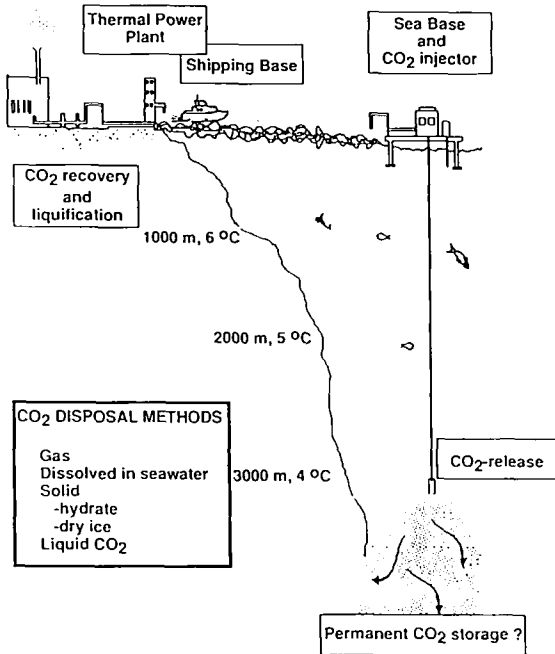 Thermal Power
Plant
Shipping Base
Sea Base
and
CO2 injector
CO2 recovery
and
liquification
1000 m, 6 °C
2000 m, 5 °C
3000 m, 4 °C
CO2 DISPOSAL METHODS
Gas
Dissolved in seawater
Solid
-hydrate
-dry ice
Liquid CO2
CO2-release
Permanent CO2 storage ?